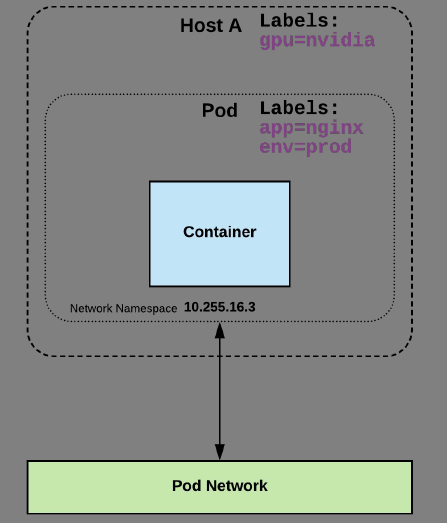 Host A
Labels:
gpu=nvidia
Pod
Labels:
app=nginx
env=prod
Container
Network Namespace 10.255.16.3
Pod Network